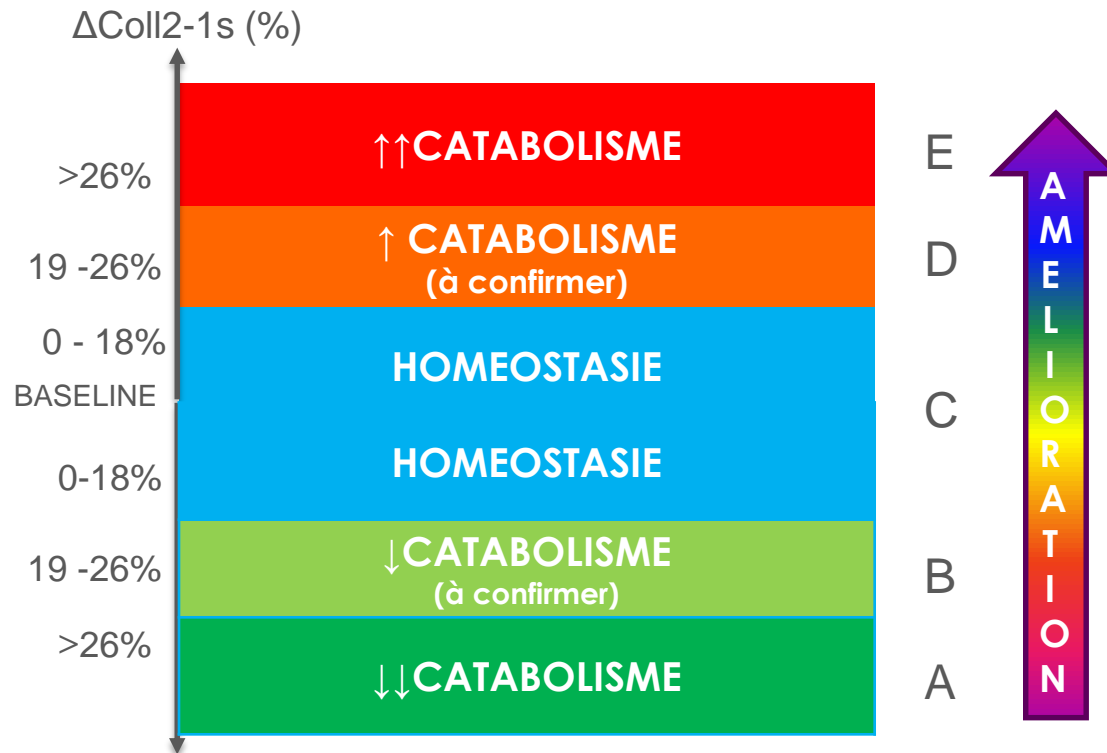 ΔColl2-1s (%)
↑↑CATABOLISME
E
>26%
↑ CATABOLISME
(à confirmer)
D
19 -26%
0 - 18%
HOMEOSTASIE
BASELINE
C
HOMEOSTASIE
0-18%
↓CATABOLISME
(à confirmer)
B
19 -26%
>26%
↓↓CATABOLISME
A
AMELIORATION